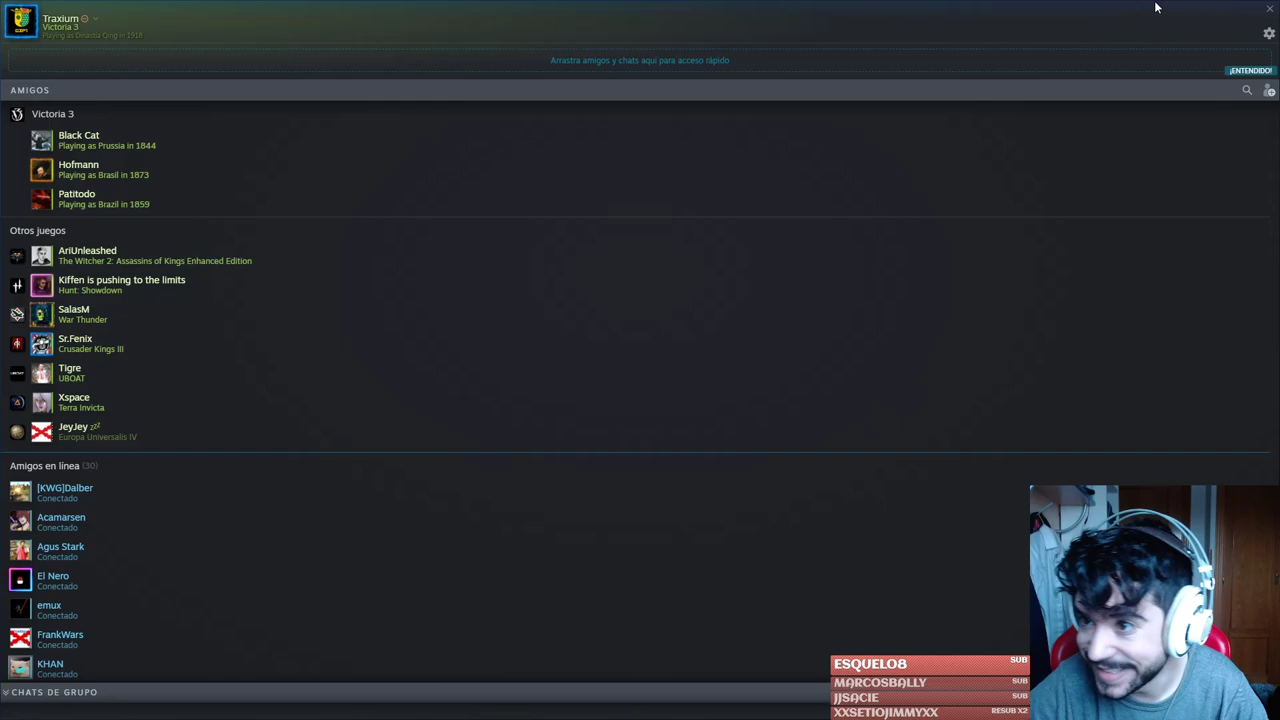 Traxium
Victoria 3
Playing as Dinastía Qing in 1918
Arrastra amigos y chats aquí para acceso rápido
¡ENTENDIDO!
AMIGOS
Victoria 3
Black Cat
Playing as Prussia in 1844
Hofmann
Playing as Brasil in 1873
Patitodo
Playing as Brazil in 1859
Otros juegos
AriUnleashed
The Witcher 2: Assassins of Kings Enhanced Edition
Kiffen is pushing to the limits
Hunt: Showdown
SalasM
War Thunder
Sr.Fenix
Crusader Kings III
Tigre
UBOAT
Xspace
Terra Invicta
JeyJey zzz
Europa Universalis IV
Amigos en línea (30)
[KWG]Dalber
Conectado
Acamarsen
Conectado
Agus Stark
Conectado
El Nero
Conectado
emux
Conectado
FrankWars
Conectado
KHAN
Conectado
CHATS DE GRUPO
ESQUELO8 SUB
MARCOSBALLY SUB
JJSACIE SUB
XXSETIOJIMMYXX RESUB X2